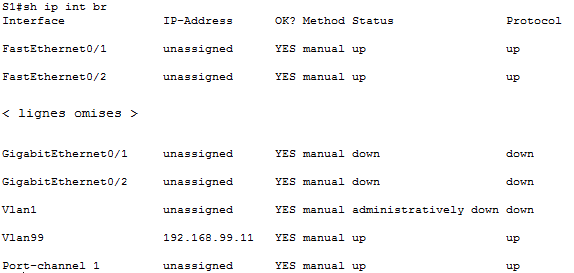 S1#sh ip int br
Interface IP-Address OK? Method Status Protocol
FastEthernet0/1 unassigned YES manual up up
FastEthernet0/2 unassigned YES manual up up
< lignes omises >
GigabitEthernet0/1 unassigned YES manual down down
GigabitEthernet0/2 unassigned YES manual down down
Vlan1 unassigned YES manual administratively down down
Vlan99 192.168.99.11 YES manual up up
Port-channel 1 unassigned YES manual up up